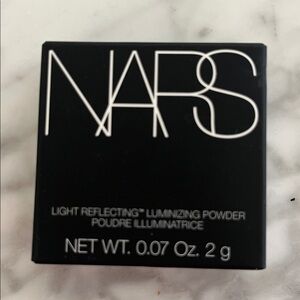 NARS
LIGHT REFLECTING™ LUMINIZING POWDER
POUDRE ILLUMINATRICE
NET WT. 0.07 Oz. 2 g